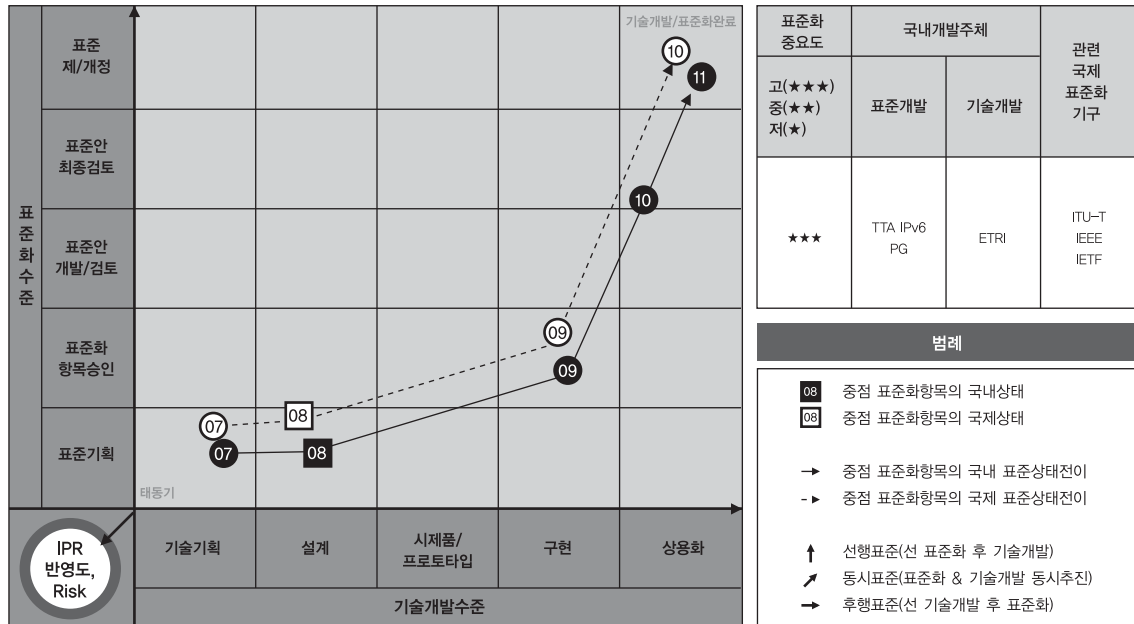 기술개발/표준화완료
표준
제/개정
표준안
최종검토
표준안
개발/검토
표준화
항목승인
표준기획
표준화수준
10
11
10
09
09
07
08
07
08
태동기
IPR
반영도,
Risk
기술기획
설계
시제품/
프로토타입
구현
상용화
기술개발수준
표준화
중요도
국내개발주체
관련
국제
표준화
기구
고(★★★)
중(★★)
저(★)
표준개발
기술개발
★★★
TTA IPv6
PG
ETRI
ITU-T
IEEE
IETF
범례
08 중점 표준화항목의 국내상태
08 중점 표준화항목의 국제상태
→ 중점 표준화항목의 국내 표준상태전이
중점 표준화항목의 국제 표준상태전이
선행표준(선 표준화 후 기술개발)
동시표준(표준화 & 기술개발 동시추진)
후행표준(선 기술개발 후 표준화)